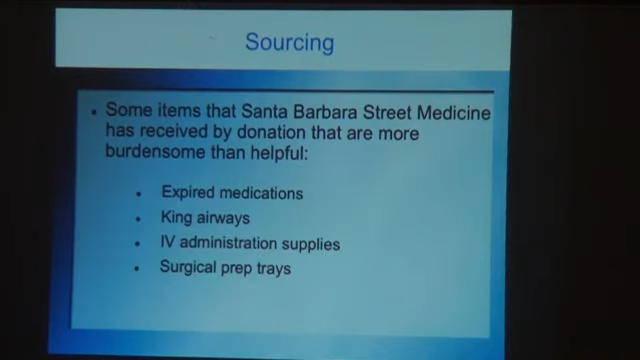 Sourcing
• Some items that Santa Barbara Street Medicine
has received by donation that are more
burdensome than helpful:
• Expired medications
• King airways
• IV administration supplies
• Surgical prep trays